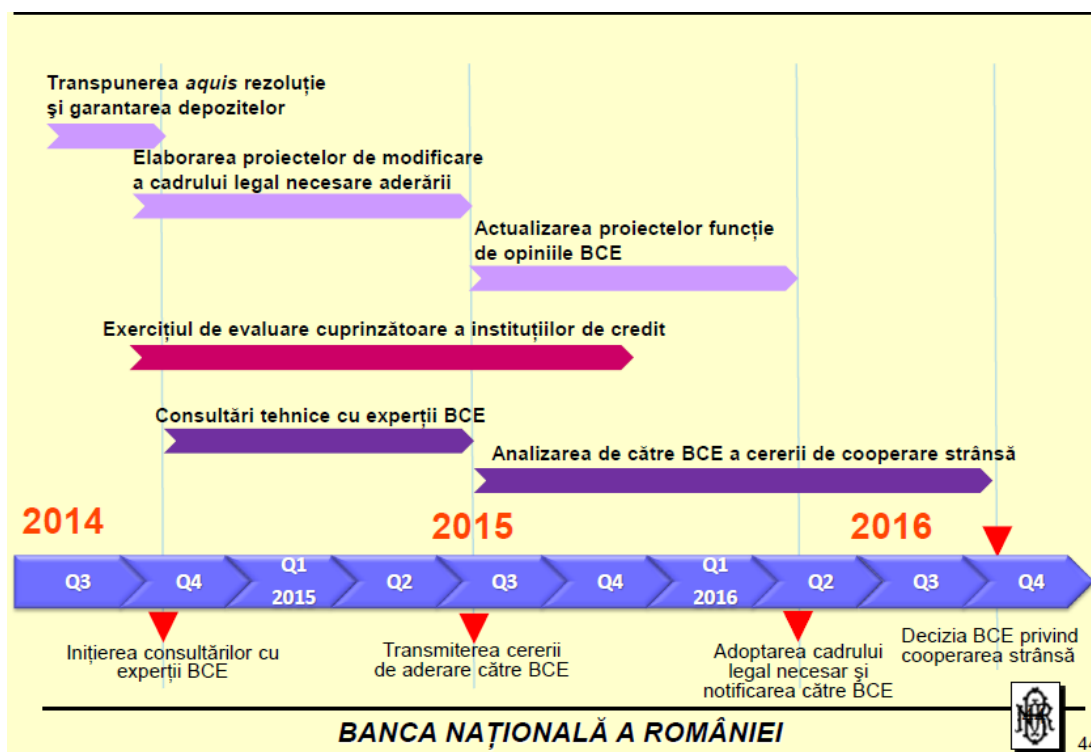 Transpunerea aquis rezoluție
şi garantarea depozitelor
Elaborarea proiectelor de modificare
a cadrului legal necesare aderării
Actualizarea proiectelor funcție
de opiniile BCE
Exercițiul de evaluare cuprinzătoare a instituțiilor de credit
Consultări tehnice cu experții BCE
Analizarea de către BCE a cererii de cooperare strânsă
2014
2015
2016
Q3
Q4
Q1
2015
Q2
Q3
Q4
Q1
2016
Q2
Q3
Q4
Inițierea consultărilor cu
experții BCE
Transmiterea cererii
de aderare către BCE
Adoptarea cadrului
legal necesar şi
notificarea către BCE
Decizia BCE privind
cooperarea strânsă
BANCA NAȚIONALĂ A ROMÂNIEI